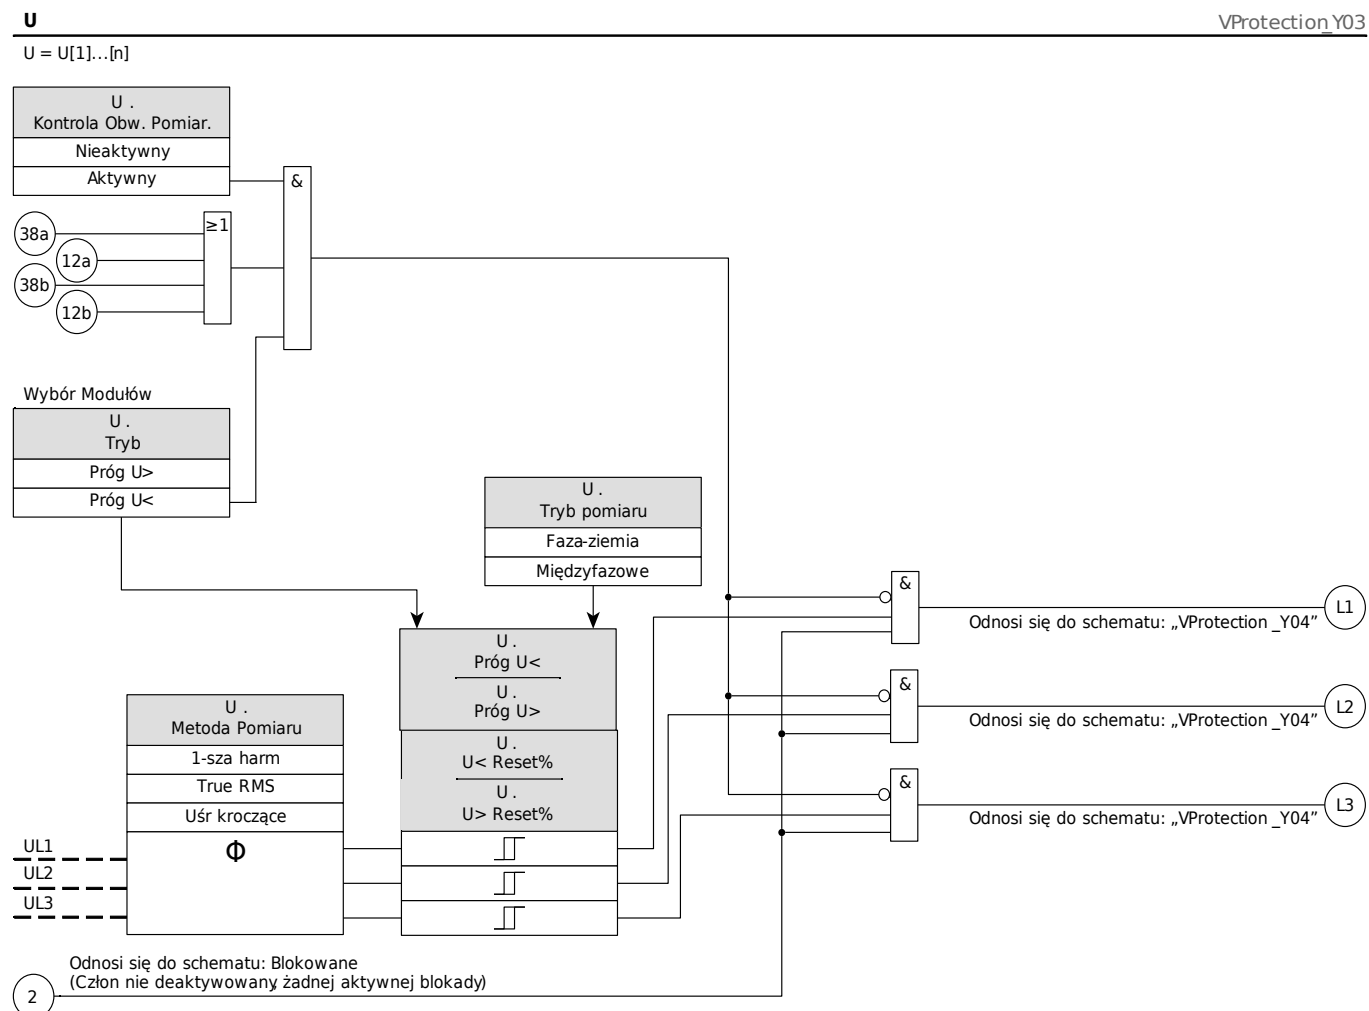 U
VProtection_Y03
U = U[1]...[n]
U .
Kontrola Obw. Pomiar.
Nieaktywny
Aktywny
&
38a
≥1
12a
38b
12b
Wybór Modułów
U .
Tryb
Próg U>
Próg U<
U .
Tryb pomiaru
Faza-ziemia
Międzyfazowe
&
L1
Odnosi się do schematu: „VProtection _Y04”
U .
Próg U<
U .
Próg U>
&
L2
Odnosi się do schematu: „VProtection _Y04”
U .
Metoda Pomiaru
1-sza harm
True RMS
Uśr kroczące
Φ
U .
U< Reset%
U .
U> Reset%
&
L3
Odnosi się do schematu: „VProtection _Y04”
UL1
UL2
UL3
Odnosi się do schematu: Blokowane
(Człon nie deaktywowany, żadnej aktywnej blokady)
2